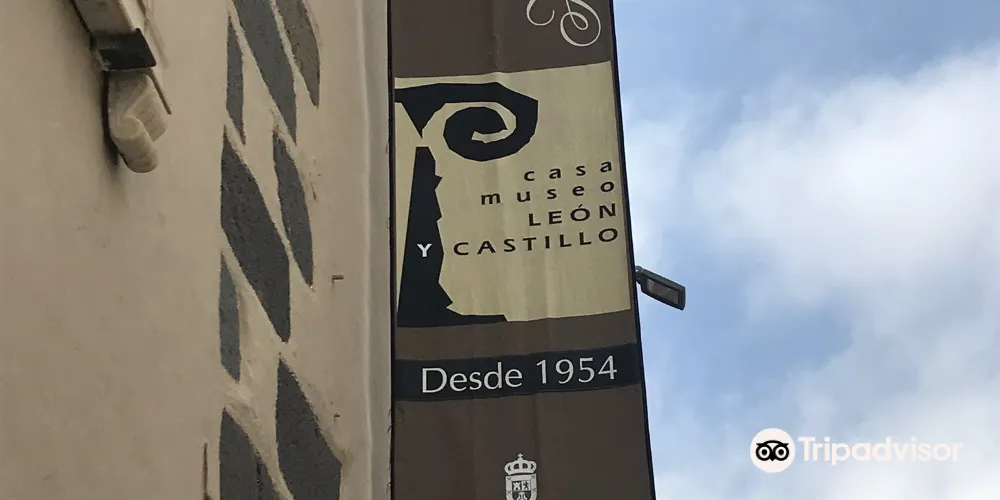 casa
museo
LEÓN
Y CASTILLO
Desde 1954
Tripadvisor